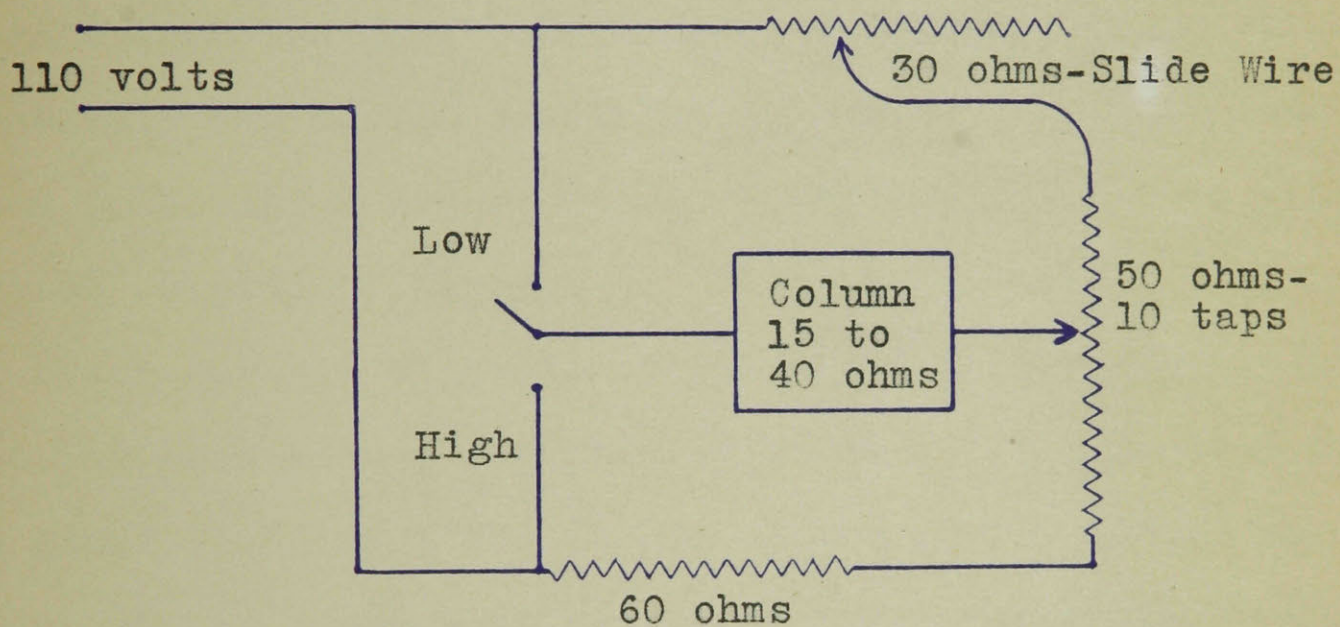 110 volts
30 ohms-Slide Wire
Low
Column
15 to
40 ohms
50 ohms-
10 taps
High
60 ohms